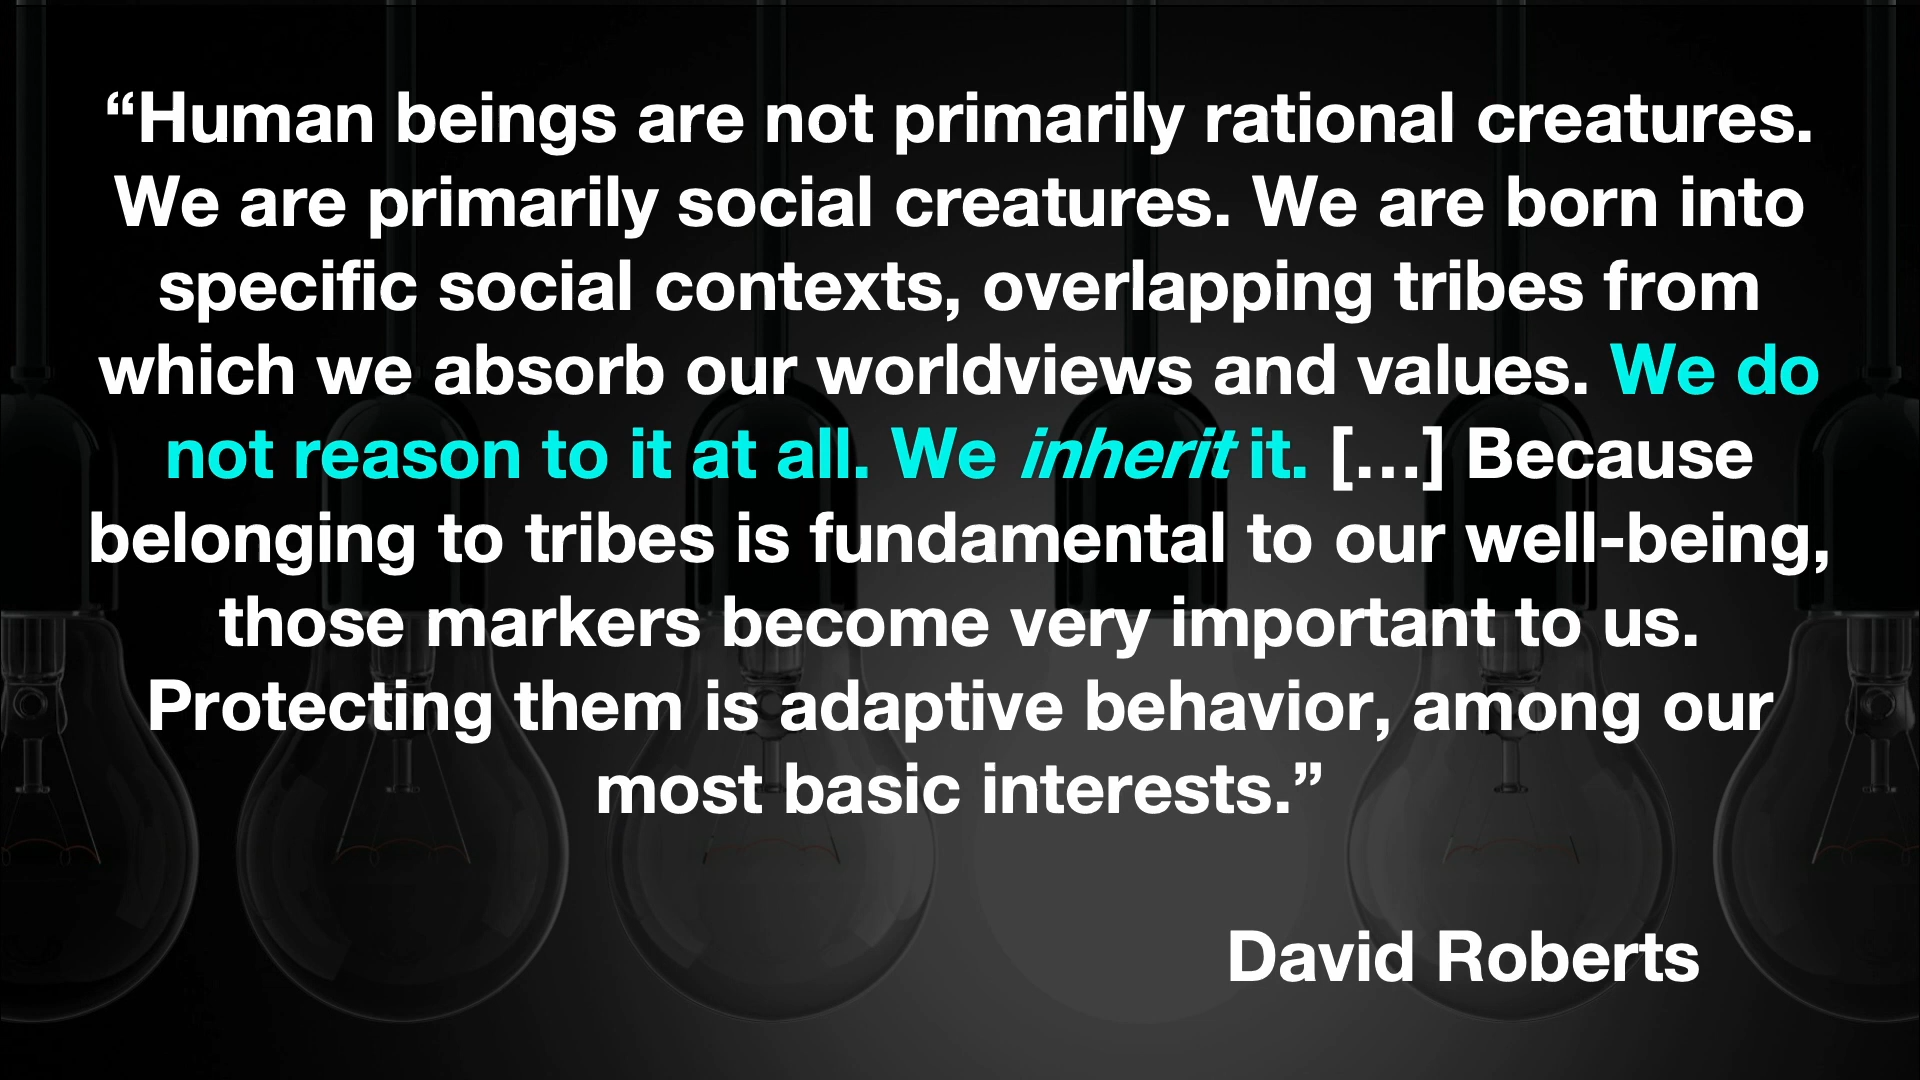 “Human beings are not primarily rational creatures.
We are primarily social creatures. We are born into
specific social contexts, overlapping tribes from
which we absorb our worldviews and values. We do
not reason to it at all. We inherit it. […] Because
belonging to tribes is fundamental to our well-being,
those markers become very important to us.
Protecting them is adaptive behavior, among our
most basic interests.”
David Roberts